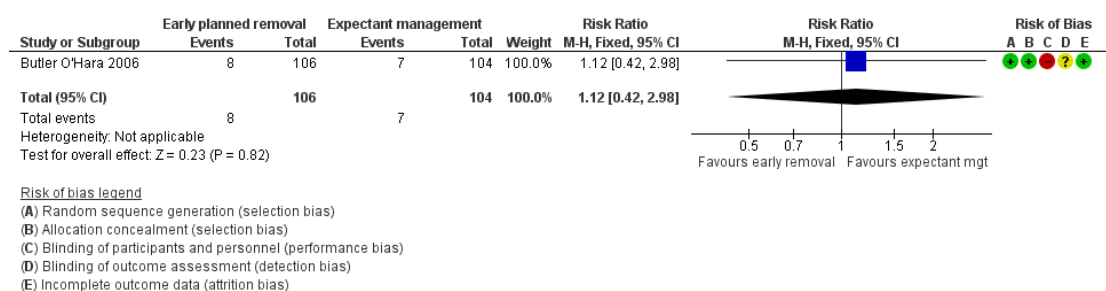 Early planned removal Expectant management Risk Ratio Risk Ratio Risk of Bias
Study or Subgroup Events Total Events Total Weight M-H, Fixed, 95% CI M-H, Fixed, 95% CI A B C D E
Butler O'Hara 2006 8 106 7 104 100.0% 1.12 [0.42, 2.98] + + - ? +
Total (95% CI) 106 104 100.0% 1.12 [0.42, 2.98]
Total events 8 7
Heterogeneity: Not applicable
Test for overall effect: Z = 0.23 (P = 0.82)
0.5 0.7 1 1.5 2
Favours early removal Favours expectant mgt
Risk of bias legend
(A) Random sequence generation (selection bias)
(B) Allocation concealment (selection bias)
(C) Blinding of participants and personnel (performance bias)
(D) Blinding of outcome assessment (detection bias)
(E) Incomplete outcome data (attrition bias)